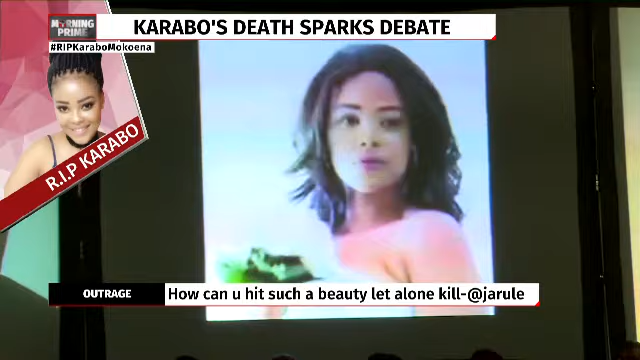 MORNING
PRIME
KARABO'S DEATH SPARKS DEBATE
#RIPKaraboMokoena
R.I.P KARABO
OUTRAGE
How can u hit such a beauty let alone kill-@jarule